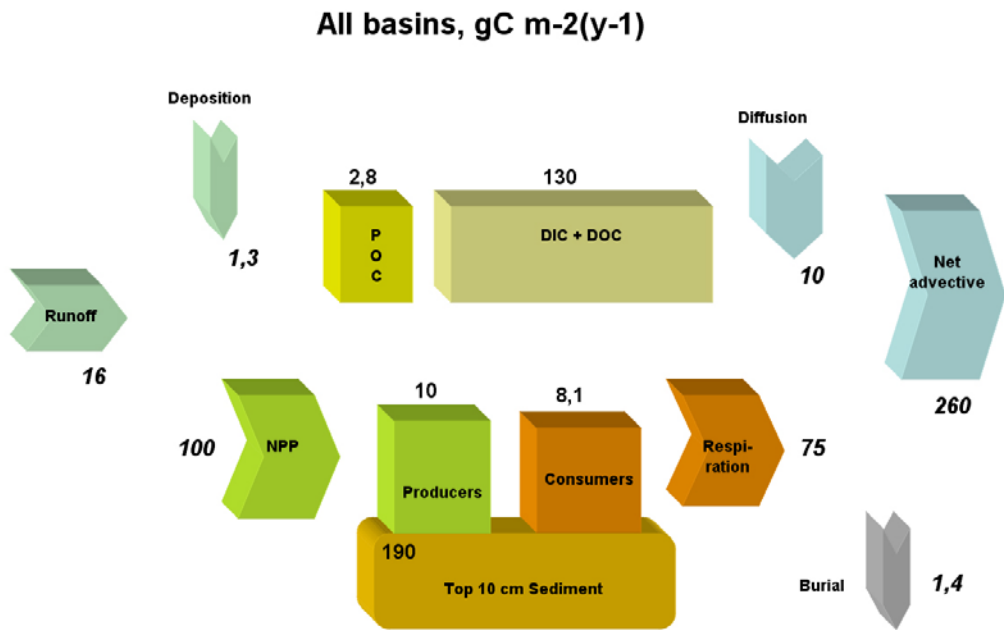 All basins, gC m-2(y-1)
Deposition
Diffusion
2,8
130
P
O
C
DIC + DOC
Net
advective
1,3
10
Runoff
16
10
8,1
260
100
NPP
Respi-
ration
75
Producers
Consumers
190
Top 10 cm Sediment
Burial
1,4